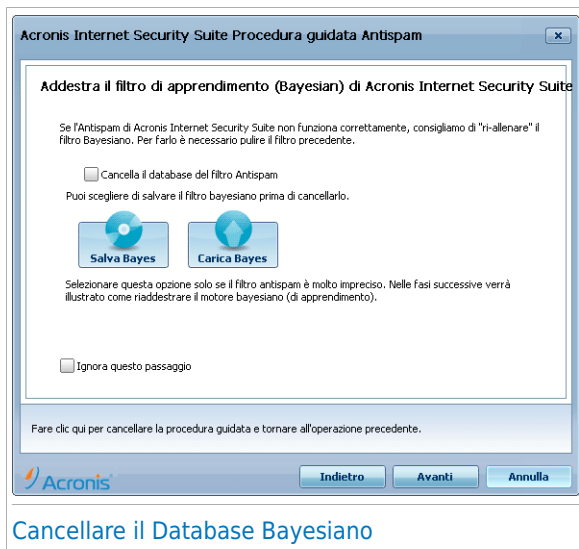 Acronis Internet Security Suite Procedura guidata Antispam
Addestra il filtro di apprendimento (Bayesian) di Acronis Internet Security Suite
Se l'Antispam di Acronis Internet Security Suite non funziona correttamente, consigliamo di "ri-allenare" il
filtro Bayesiano. Per farlo è necessario pulire il filtro precedente.
Cancella il database del filtro Antispam
Puoi scegliere di salvare il filtro bayesiano prima di cancellarlo.
Salva Bayes Carica Bayes
Selezionare questa opzione solo se il filtro antispam è molto impreciso. Nelle fasi successive verrà
illustrato come riaddestrare il motore bayesiano (di apprendimento).
Ignora questo passaggio
Fare clic qui per cancellare la procedura guidata e tornare all'operazione precedente.
Acronis Indietro Avanti Annulla
Cancellare il Database Bayesiano